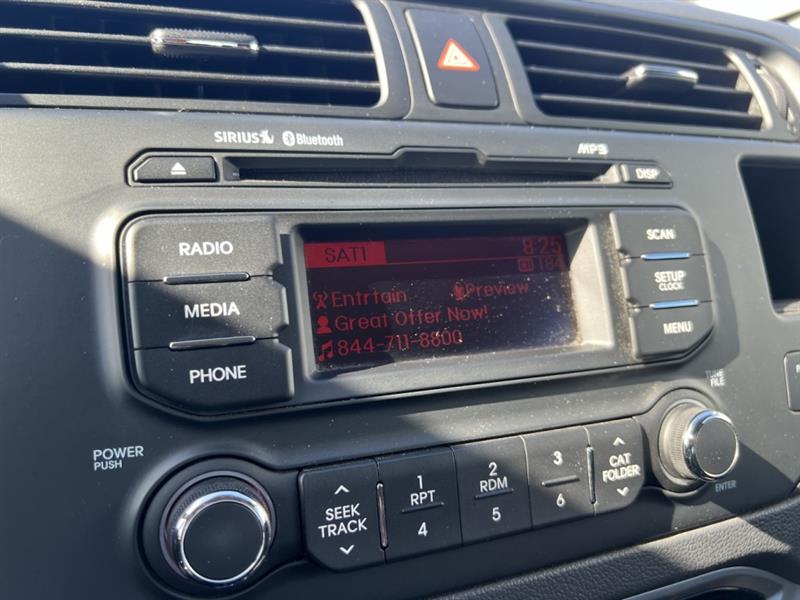 SIRIUS Bluetooth MP3
DISP
RADIO
MEDIA
PHONE
SAT1 8:25
184
Entrtain Preview
Great Offer Now!
844-711-8800
SCAN
SETUP
CLOCK
MENU
TUNE
FILE
POWER
PUSH
SEEK
TRACK
1
RPT
4
2
RDM
5
3
6
CAT
FOLDER
ENTER